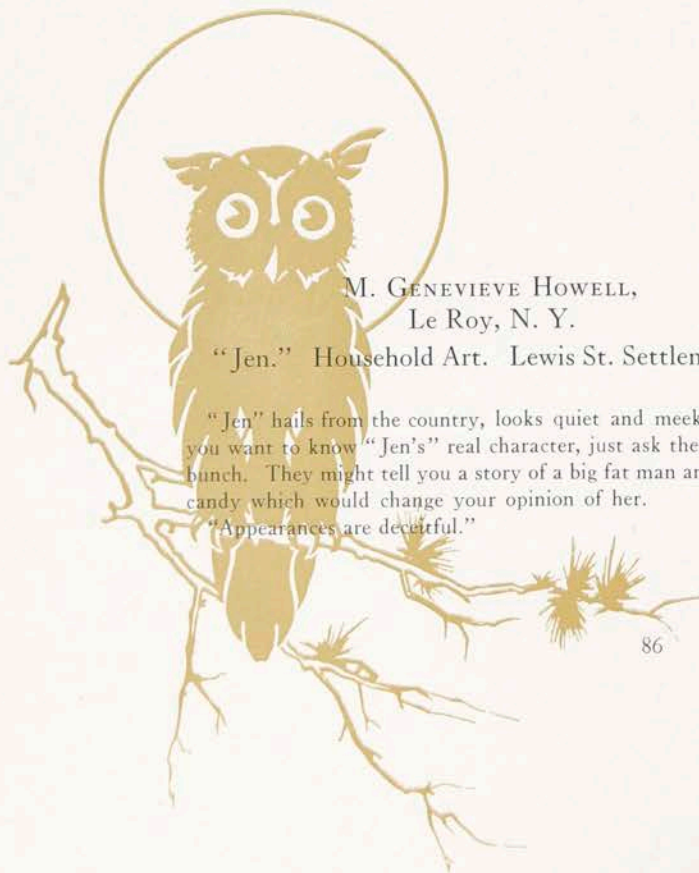 M. GENEVIEVE HOWELL,
Le Roy, N. Y.
"Jen." Household Art. Lewis St. Settlen
"Jen" hails from the country, looks quiet and meek
you want to know "Jen's" real character, just ask the
bunch. They might tell you a story of a big fat man an
candy which would change your opinion of her.
"Appearances are deceitful."
86